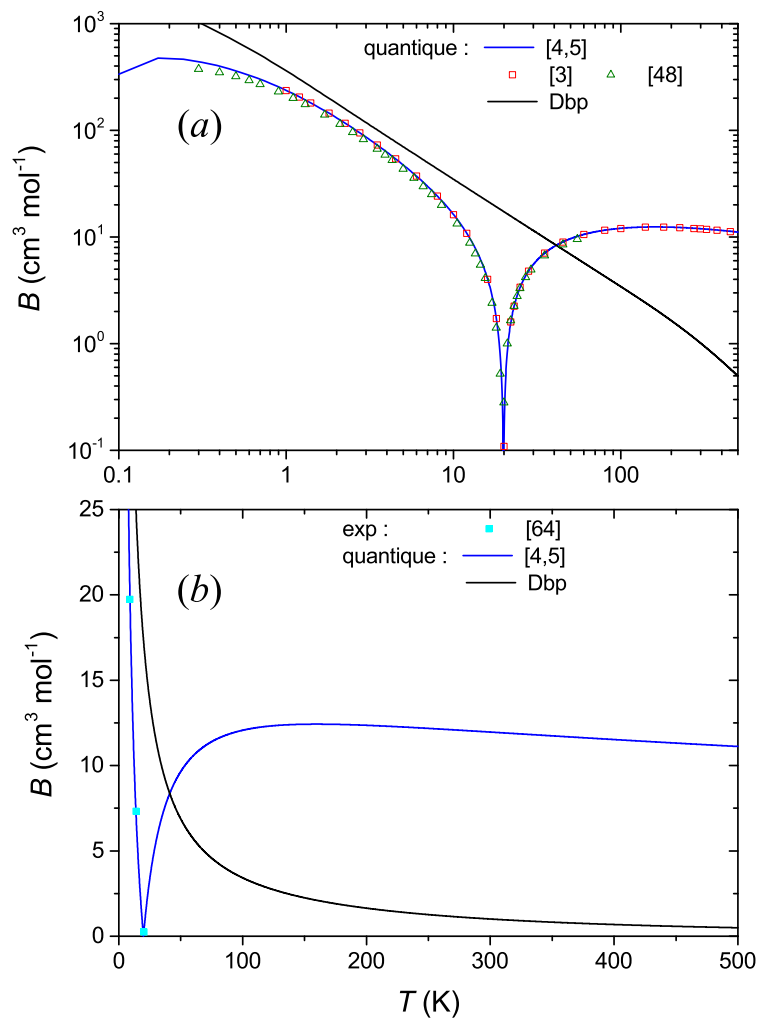 10³
quantique : [4,5]
[3] [48]
Dbp
(a)
10²
B (cm³ mol⁻¹)
10¹
10⁰
10⁻¹
0.1 1 10 100
25
exp : [64]
quantique : [4,5]
Dbp
(b)
20
15
B (cm³ mol⁻¹)
10
5
0
0 100 200 300 400 500
T (K)